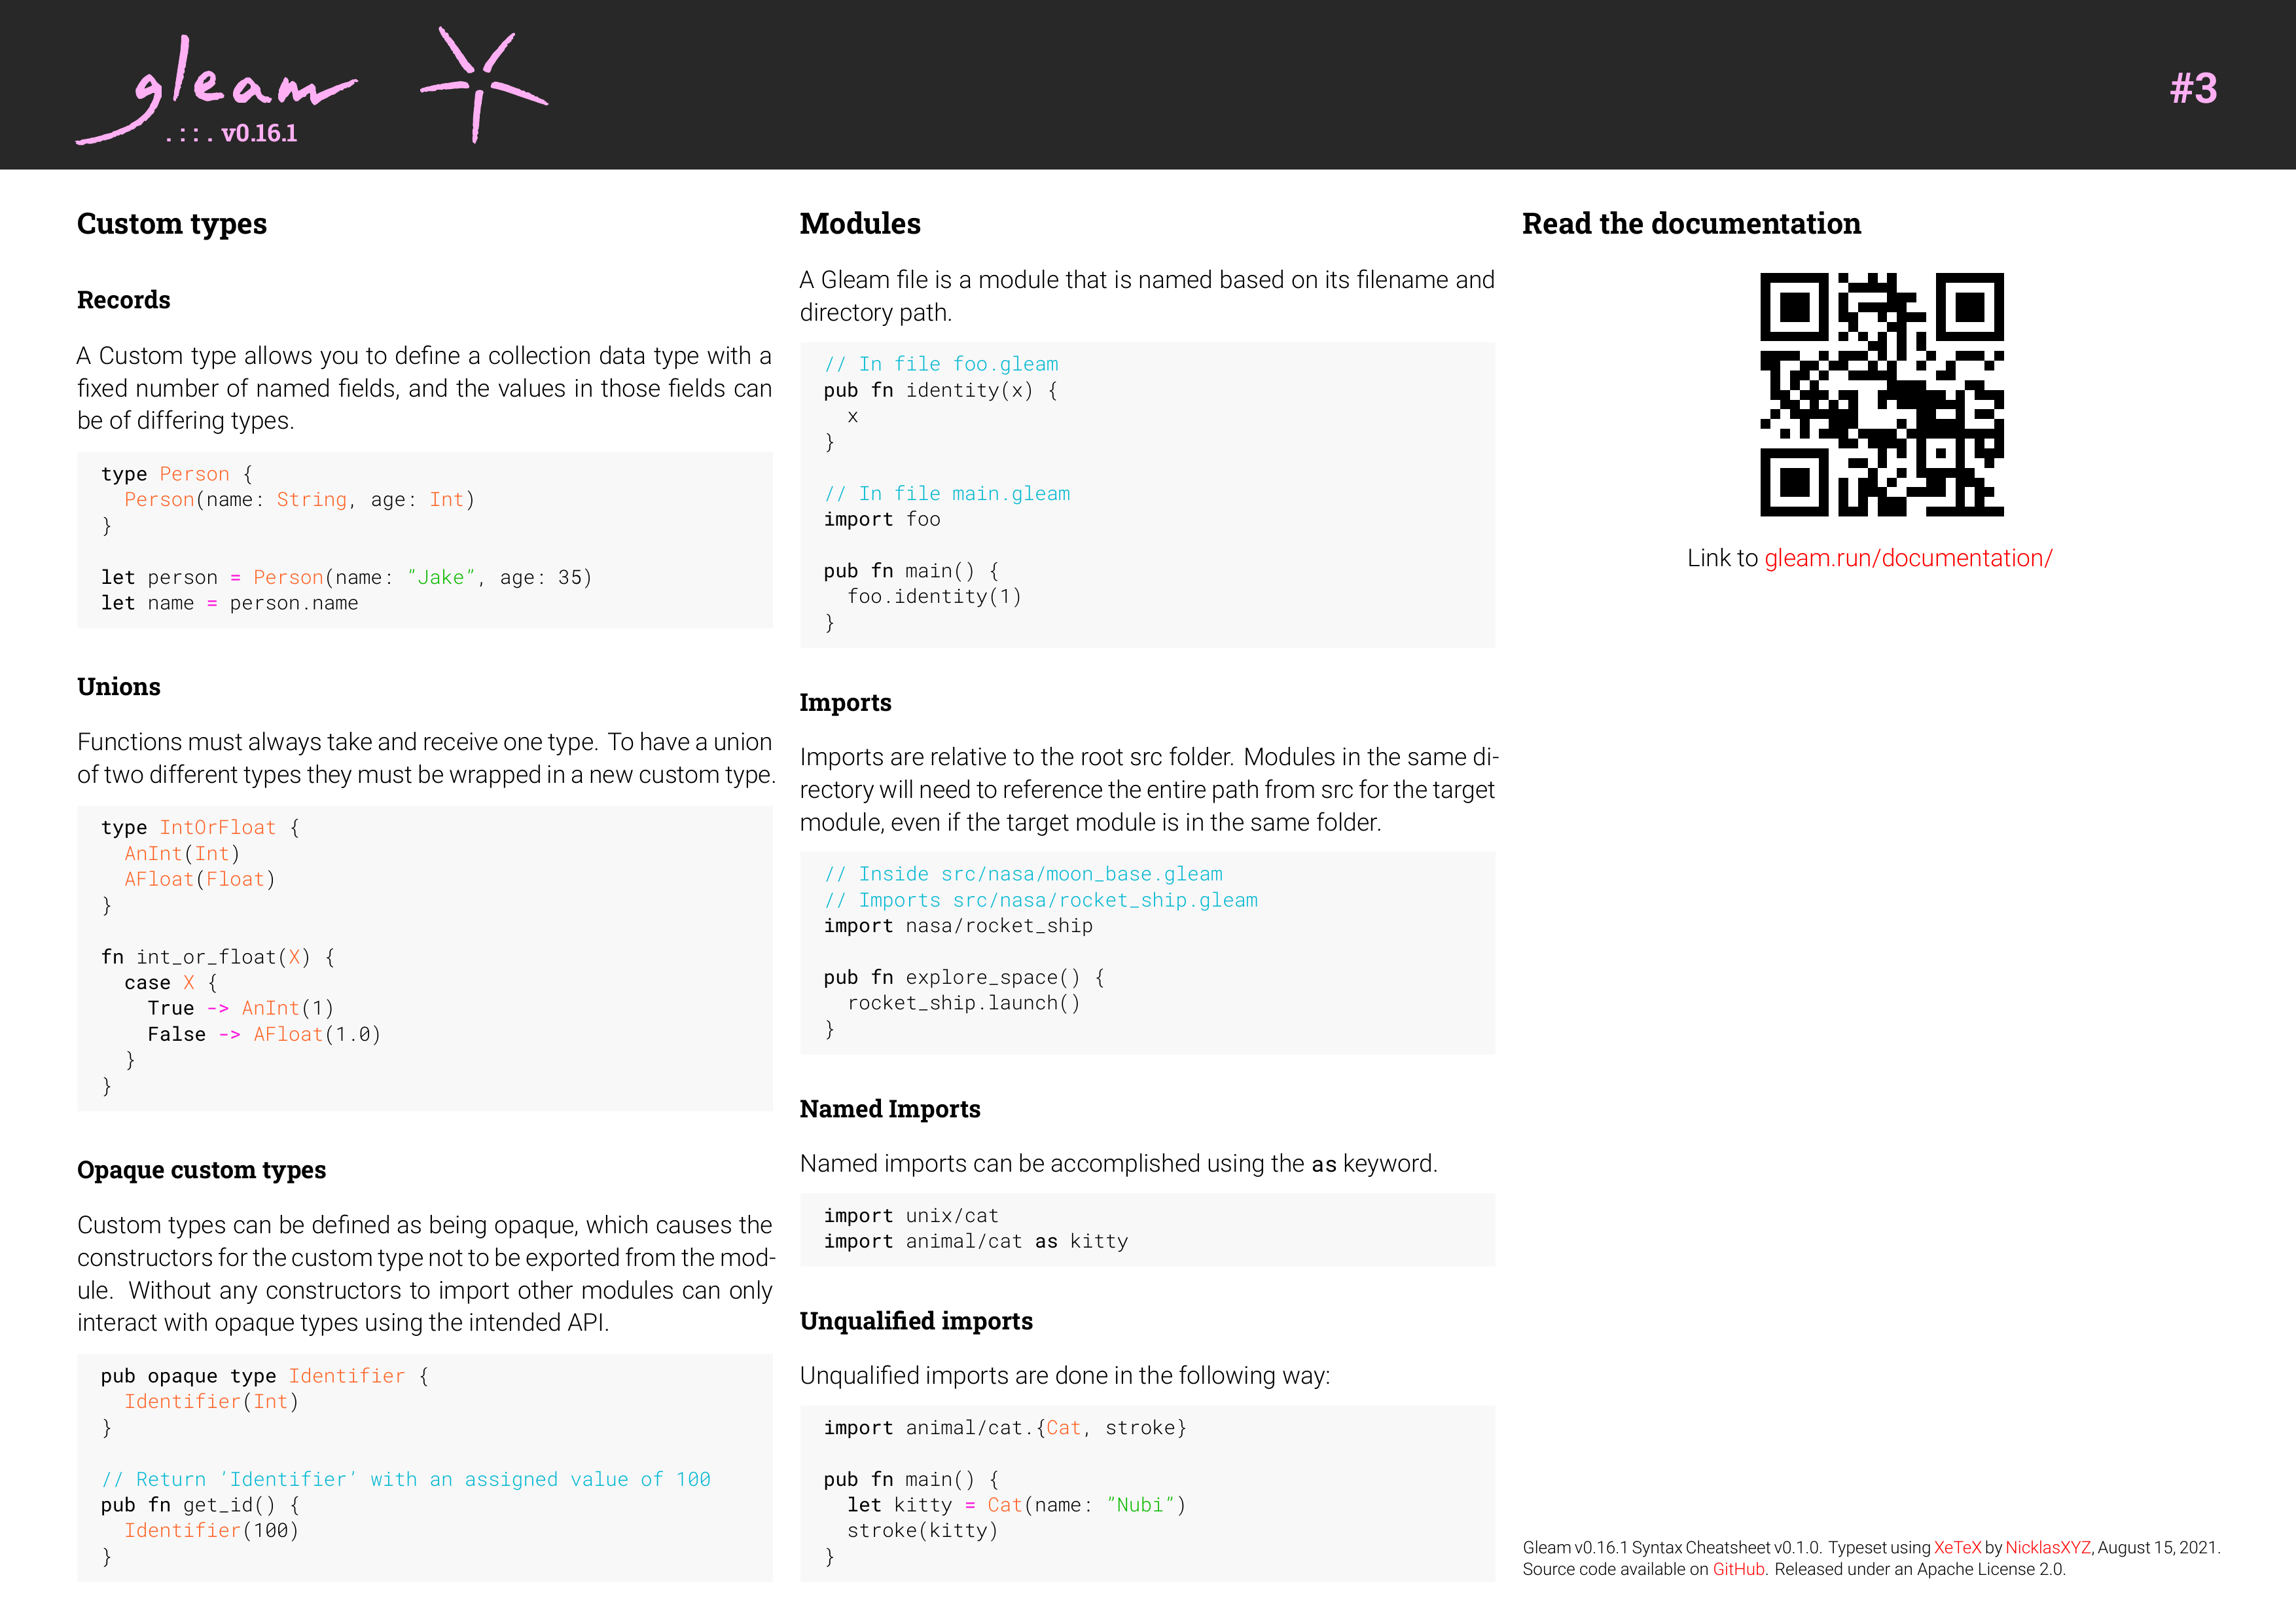 gleam
.::. v0.16.1
#3
Custom types
Records
A Custom type allows you to define a collection data type with a
fixed number of named fields, and the values in those fields can
be of differing types.
type Person {
  Person(name: String, age: Int)
}
let person = Person(name: "Jake", age: 35)
let name = person.name
Unions
Functions must always take and receive one type. To have a union
of two different types they must be wrapped in a new custom type.
type IntOrFloat {
  AnInt(Int)
  AFloat(Float)
}
fn int_or_float(X) {
  case X {
    True -> AnInt(1)
    False -> AFloat(1.0)
  }
}
Opaque custom types
Custom types can be defined as being opaque, which causes the
constructors for the custom type not to be exported from the mod-
ule. Without any constructors to import other modules can only
interact with opaque types using the intended API.
pub opaque type Identifier {
  Identifier(Int)
}
// Return 'Identifier' with an assigned value of 100
pub fn get_id() {
  Identifier(100)
}
Modules
A Gleam file is a module that is named based on its filename and
directory path.
// In file foo.gleam
pub fn identity(x) {
  x
}
// In file main.gleam
import foo
pub fn main() {
  foo.identity(1)
}
Imports
Imports are relative to the root src folder. Modules in the same di-
rectory will need to reference the entire path from src for the target
module, even if the target module is in the same folder.
// Inside src/nasa/moon_base.gleam
// Imports src/nasa/rocket_ship.gleam
import nasa/rocket_ship
pub fn explore_space() {
  rocket_ship.launch()
}
Named Imports
Named imports can be accomplished using the as keyword.
import unix/cat
import animal/cat as kitty
Unqualified imports
Unqualified imports are done in the following way:
import animal/cat.{Cat, stroke}
pub fn main() {
  let kitty = Cat(name: "Nubi")
  stroke(kitty)
}
Read the documentation
Link to gleam.run/documentation/
Gleam v0.16.1 Syntax Cheatsheet v0.1.0. Typeset using XeTeX by NicklasXYZ, August 15, 2021.
Source code available on GitHub. Released under an Apache License 2.0.